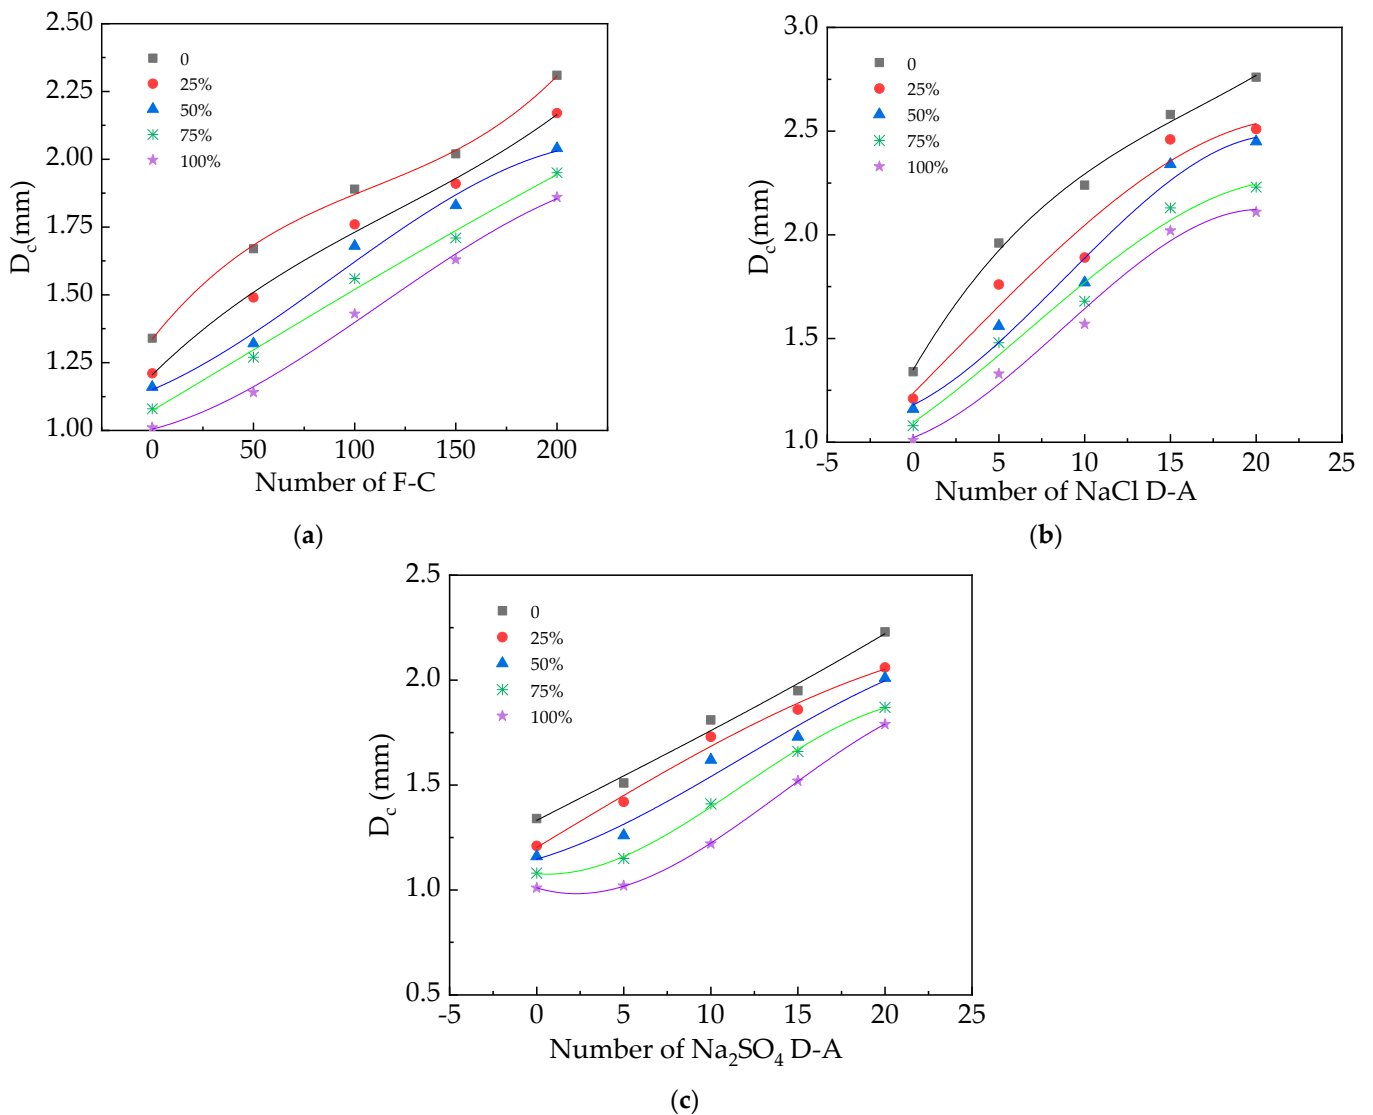 2.50
2.25
2.00
1.75
1.50
1.25
1.00
D_c(mm)
0
25%
50%
75%
100%
0 50 100 150 200
Number of F-C
(a)
3.0
2.5
2.0
1.5
1.0
D_c(mm)
0
25%
50%
75%
100%
-5 0 5 10 15 20 25
Number of NaCl D-A
(b)
2.5
2.0
1.5
1.0
0.5
D_c (mm)
0
25%
50%
75%
100%
-5 0 5 10 15 20 25
Number of Na₂SO₄ D-A
(c)